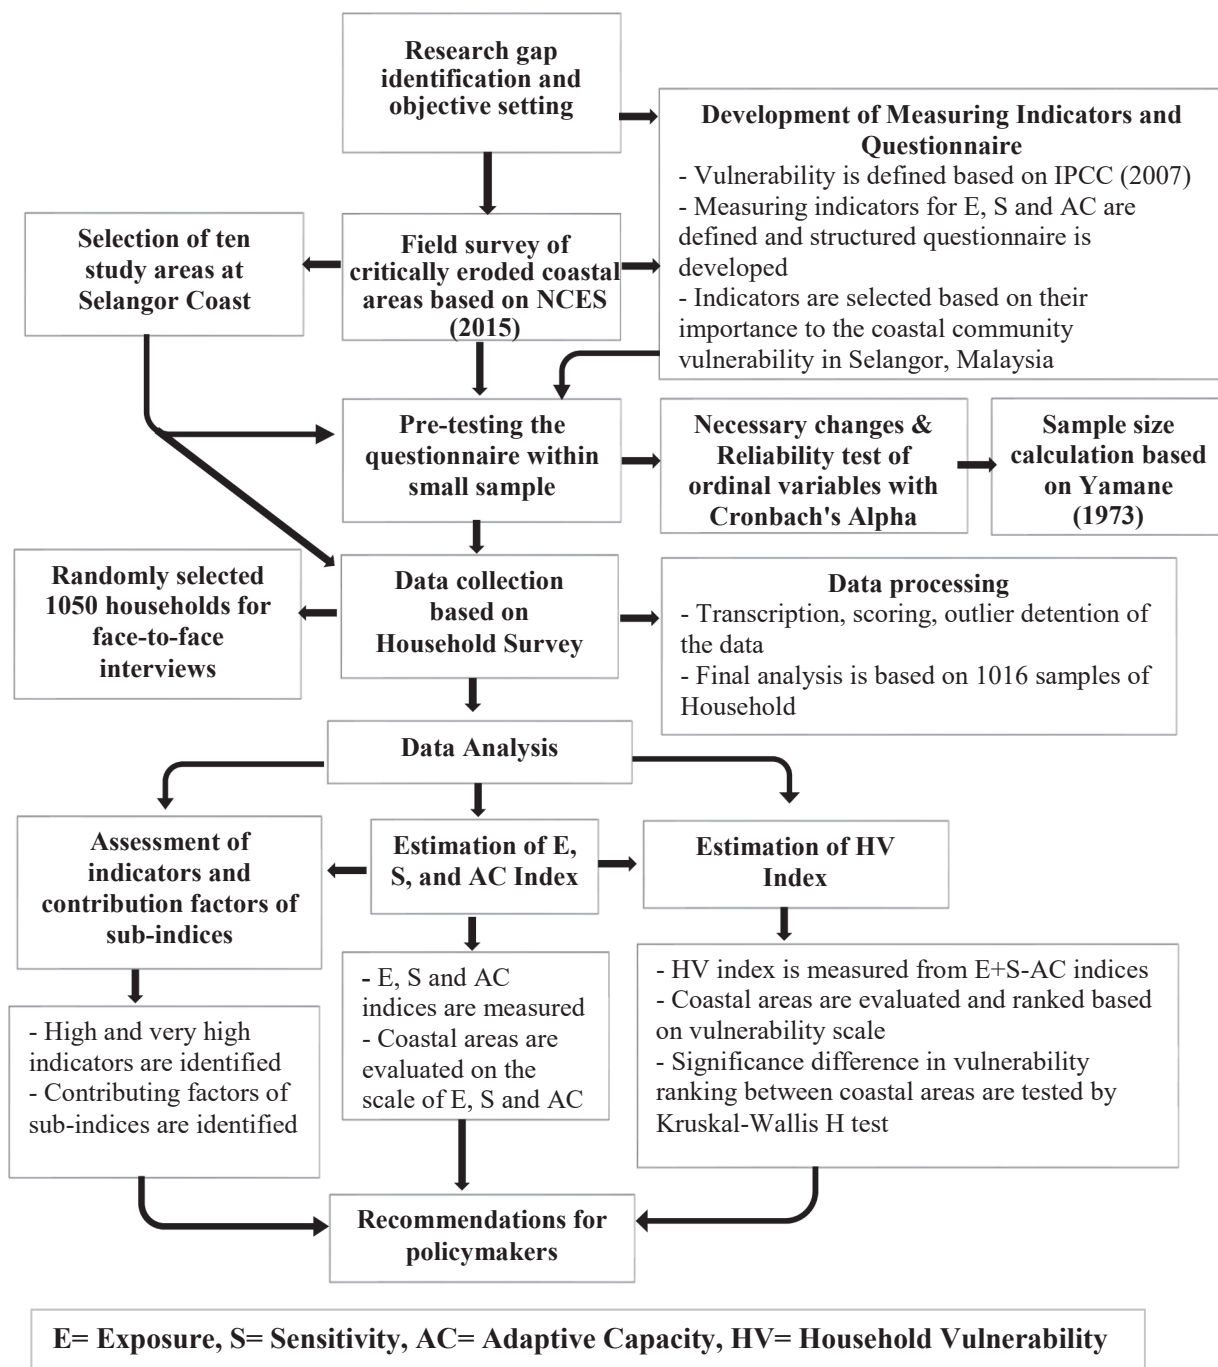 Research gap
identification and
objective setting
Development of Measuring Indicators and
Questionnaire
- Vulnerability is defined based on IPCC (2007)
- Measuring indicators for E, S and AC are
defined and structured questionnaire is
developed
- Indicators are selected based on their
importance to the coastal community
vulnerability in Selangor, Malaysia
Selection of ten
study areas at
Selangor Coast
Field survey of
critically eroded coastal
areas based on NCES
(2015)
Pre-testing the
questionnaire within
small sample
Necessary changes &
Reliability test of
ordinal variables with
Cronbach's Alpha
Sample size
calculation based
on Yamane
(1973)
Randomly selected
1050 households for
face-to-face
interviews
Data collection
based on
Household Survey
Data processing
- Transcription, scoring, outlier detention of
the data
- Final analysis is based on 1016 samples of
Household
Data Analysis
Assessment of
indicators and
contribution factors of
sub-indices
Estimation of E,
S, and AC Index
Estimation of HV
Index
- High and very high
indicators are identified
- Contributing factors of
sub-indices are identified
- E, S and AC
indices are measured
- Coastal areas are
evaluated on the
scale of E, S and AC
- HV index is measured from E+S-AC indices
- Coastal areas are evaluated and ranked based
on vulnerability scale
- Significance difference in vulnerability
ranking between coastal areas are tested by
Kruskal-Wallis H test
Recommendations for
policymakers
E= Exposure, S= Sensitivity, AC= Adaptive Capacity, HV= Household Vulnerability